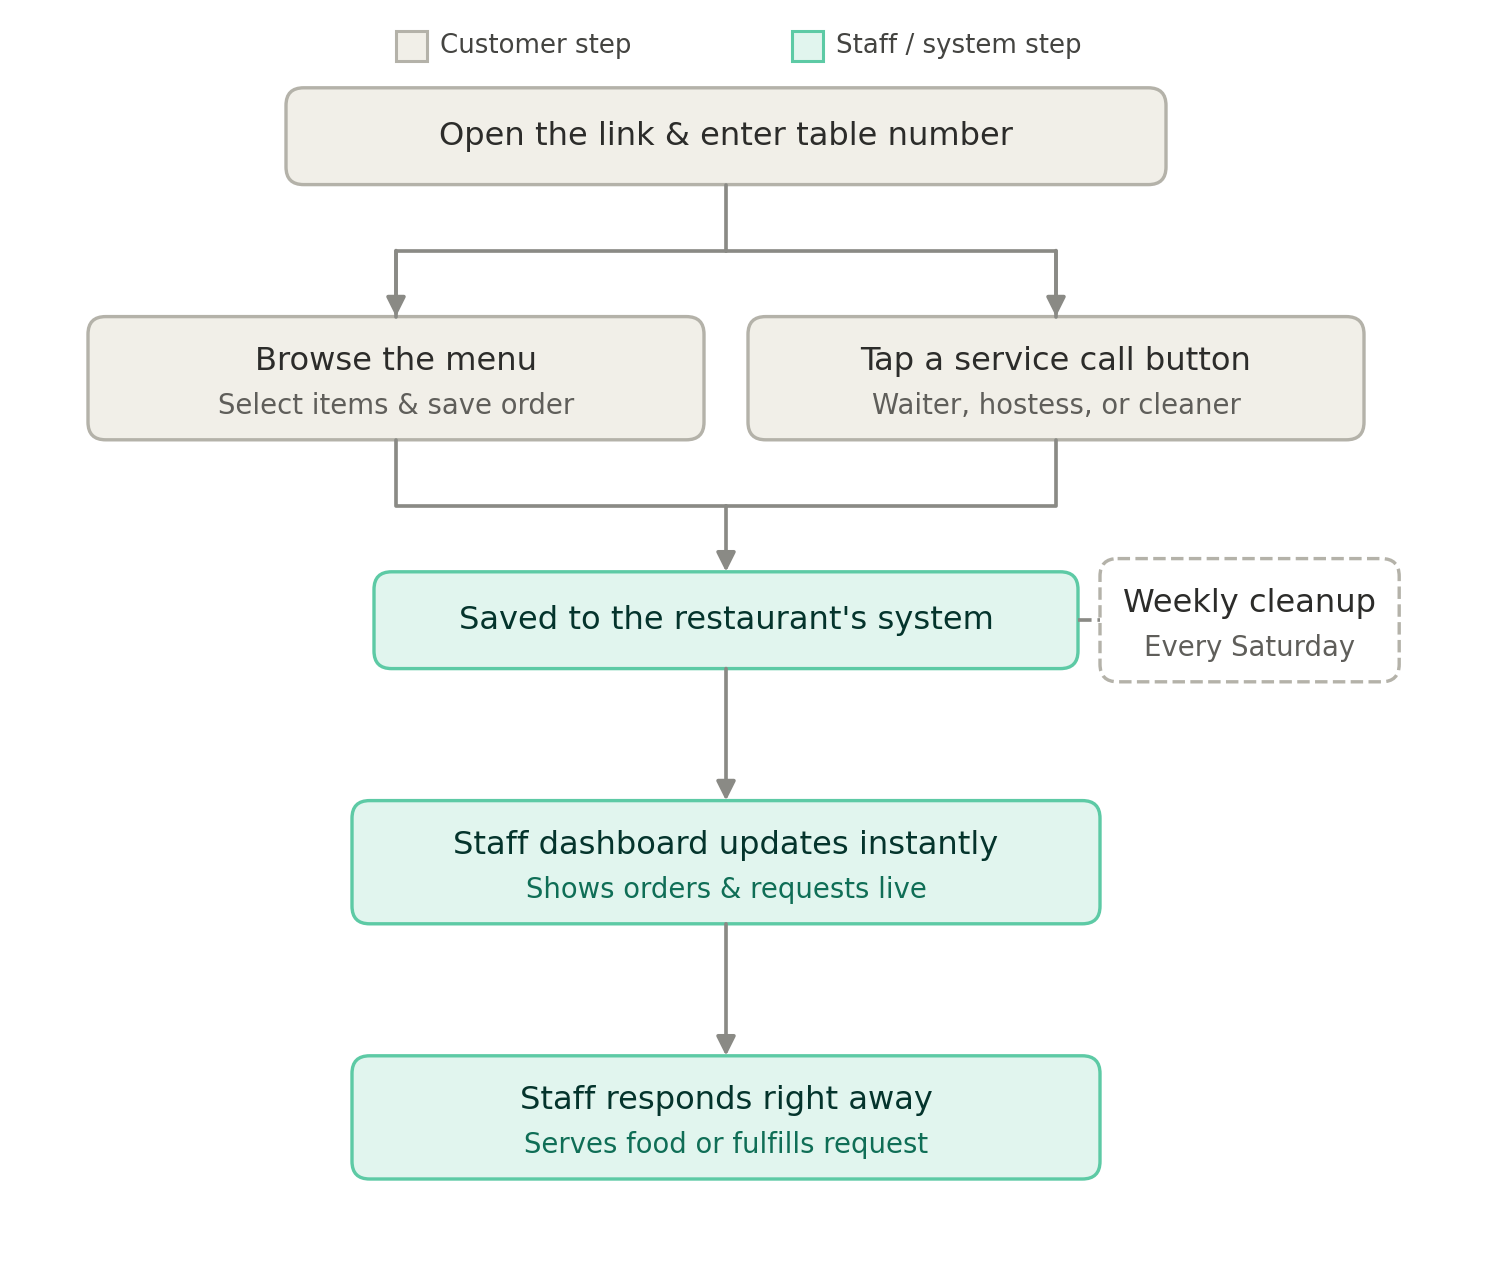 Customer step
Staff / system step
Open the link & enter table number
Browse the menu
Select items & save order
Tap a service call button
Waiter, hostess, or cleaner
Saved to the restaurant's system
Weekly cleanup
Every Saturday
Staff dashboard updates instantly
Shows orders & requests live
Staff responds right away
Serves food or fulfills request